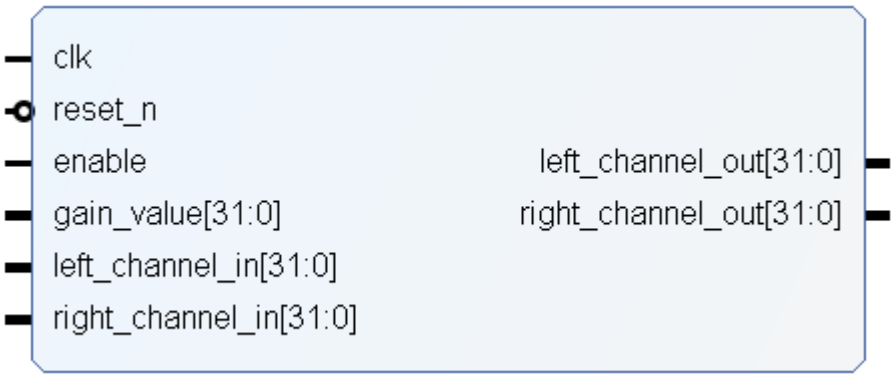 clk
reset_n
enable
gain_value[31:0]
left_channel_in[31:0]
right_channel_in[31:0]
left_channel_out[31:0]
right_channel_out[31:0]